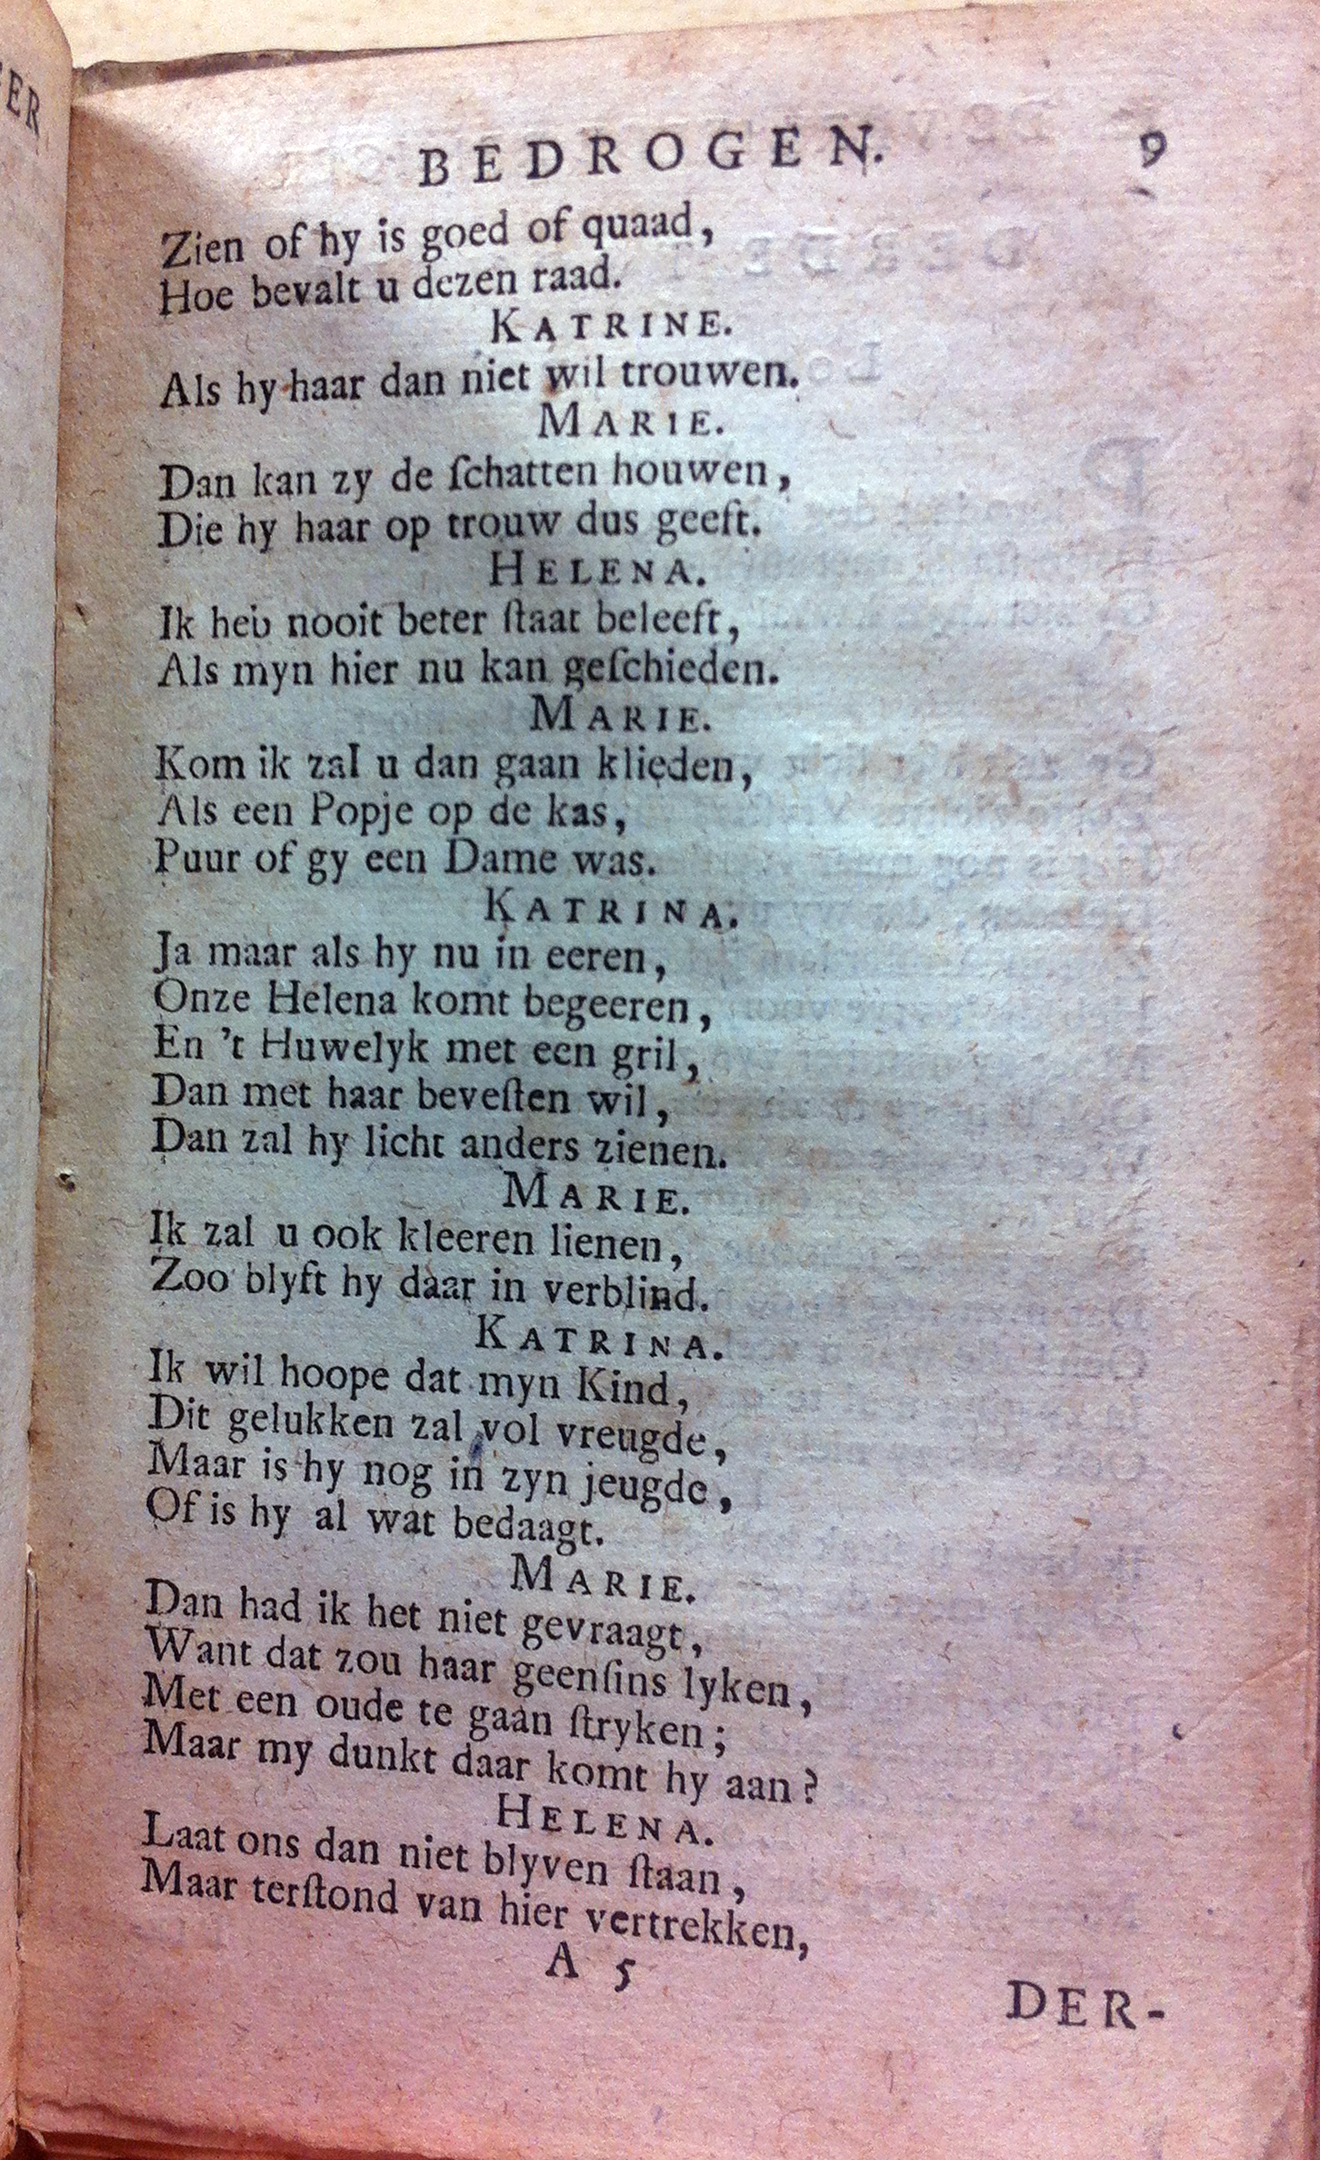 BEDROGEN. 9
Zien of hy is goed of quaad,
Hoe bevalt u dezen raad.
KATRINE.
Als hy haar dan niet wil trouwen.
MARIE.
Dan kan zy de ſchatten houwen,
Die hy haar op trouw dus geeft.
HELENA.
Ik heb nooit beter ſtaat beleeft,
Als myn hier nu kan geſchieden.
MARIE.
Kom ik zal u dan gaan klieden,
Als een Popje op de kas,
Puur of gy een Dame was.
KATRINA.
Ja maar als hy nu in eeren,
Onze Helena komt begeeren,
En 't Huwelyk met een gril,
Dan met haar beveſten wil,
Dan zal hy licht anders zienen.
MARIE.
Ik zal u ook kleeren lienen,
Zoo blyft hy daar in verblind.
KATRINA.
Ik wil hoope dat myn Kind,
Dit gelukken zal vol vreugde,
Maar is hy nog in zyn jeugde,
Of is hy al wat bedaagt.
MARIE.
Dan had ik het niet gevraagt,
Want dat zou haar geenſins lyken,
Met een oude te gaan ſtryken;
Maar my dunkt daar komt hy aan?
HELENA.
Laat ons dan niet blyven ſtaan,
Maar terſtond van hier vertrekken,
A 5
DER-